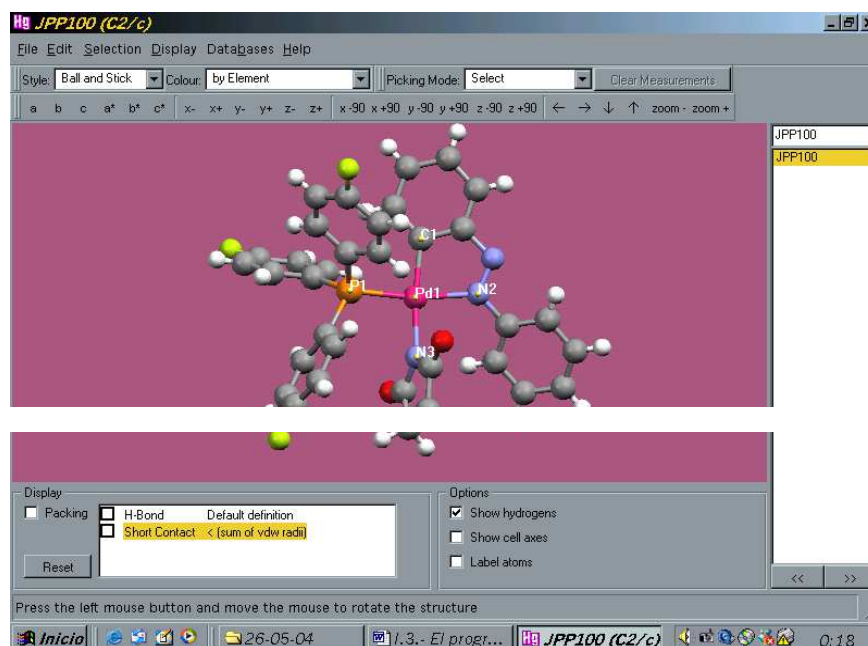 Hg JPP100 (C2/c)
File Edit Selection Display Databases Help
Style: Ball and Stick Colour: by Element Picking Mode: Select Clear Measurements
a b c a* b* c* x- x+ y- y+ z- z+ x -90 x +90 y -90 y +90 z -90 z +90 ← → ↓ ↑ zoom - zoom +
JPP100
JPP100
C1
P1
Pd1
N2
N3
Display
Packing
H-Bond Default definition
Short Contact < (sum of vdw radii)
Reset
Options
Show hydrogens
Show cell axes
Label atoms
<< >>
Press the left mouse button and move the mouse to rotate the structure
Inicio 26-05-04 I.3.- El progr... Hg JPP100 (C2/c) 0:18